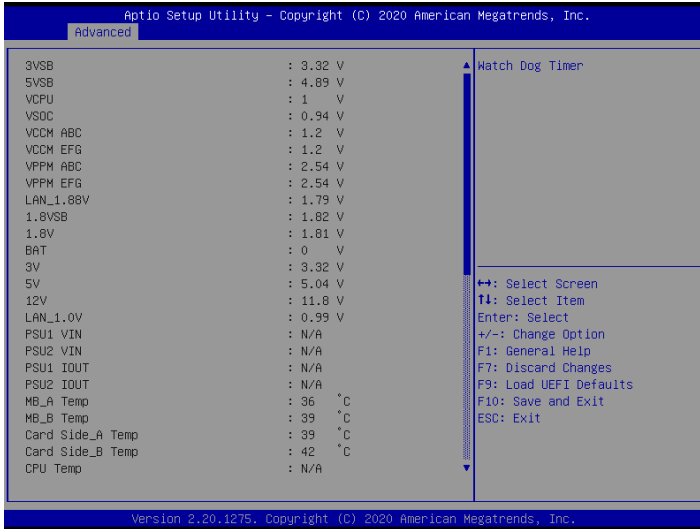 Aptio Setup Utility – Copyright (C) 2020 American Megatrends, Inc.
Advanced
3VSB : 3.32 V
5VSB : 4.89 V
VCPU : 1 V
VSOC : 0.94 V
VCCM ABC : 1.2 V
VCCM EFG : 1.2 V
VPPM ABC : 2.54 V
VPPM EFG : 2.54 V
LAN_1.88V : 1.79 V
1.8VSB : 1.82 V
1.8V : 1.81 V
BAT : 0 V
3V : 3.32 V
5V : 5.04 V
12V : 11.8 V
LAN_1.0V : 0.99 V
PSU1 VIN : N/A
PSU2 VIN : N/A
PSU1 IOUT : N/A
PSU2 IOUT : N/A
MB_A Temp : 36 °C
MB_B Temp : 39 °C
Card Side_A Temp : 39 °C
Card Side_B Temp : 42 °C
CPU Temp : N/A
Watch Dog Timer
↔: Select Screen
↑↓: Select Item
Enter: Select
+/-: Change Option
F1: General Help
F7: Discard Changes
F9: Load UEFI Defaults
F10: Save and Exit
ESC: Exit
Version 2.20.1275. Copyright (C) 2020 American Megatrends, Inc.